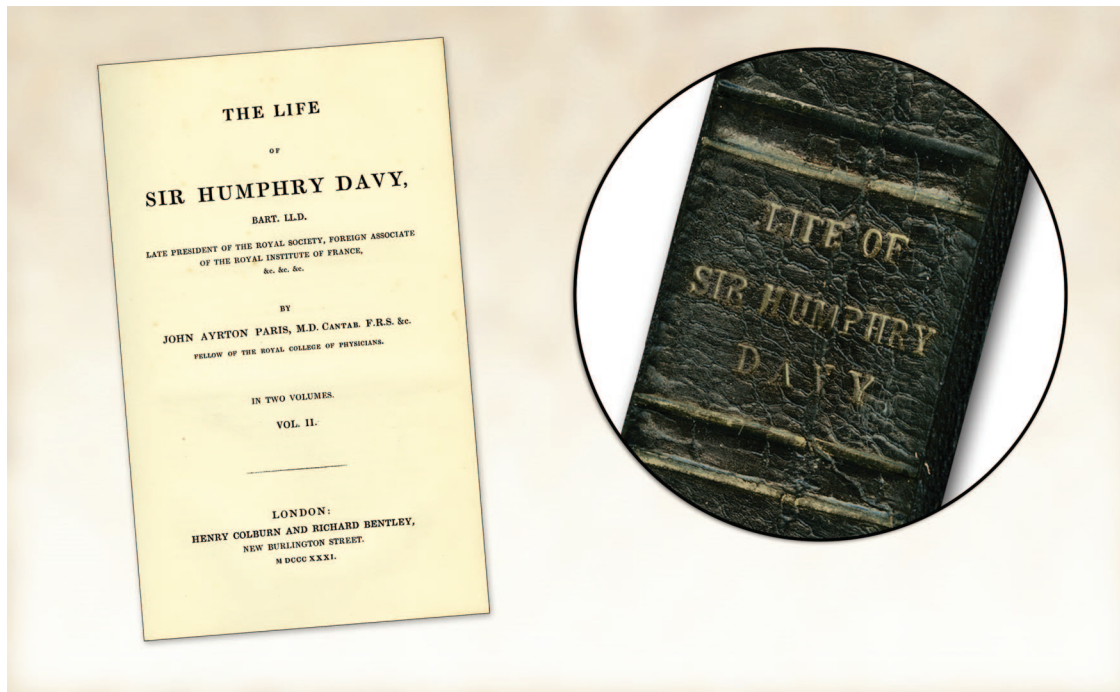 THE LIFE
OF
SIR HUMPHRY DAVY,
BART. LL.D.
LATE PRESIDENT OF THE ROYAL SOCIETY, FOREIGN ASSOCIATE
OF THE ROYAL INSTITUTE OF FRANCE,
&c. &c. &c.
BY
JOHN AYRTON PARIS, M.D. CANTAB. F.R.S. &c.
FELLOW OF THE ROYAL COLLEGE OF PHYSICIANS.
IN TWO VOLUMES.
VOL. II.
LONDON:
HENRY COLBURN AND RICHARD BENTLEY,
NEW BURLINGTON STREET.
M DCCC XXXI.
LIFE OF
SIR HUMPHRY
DAVY